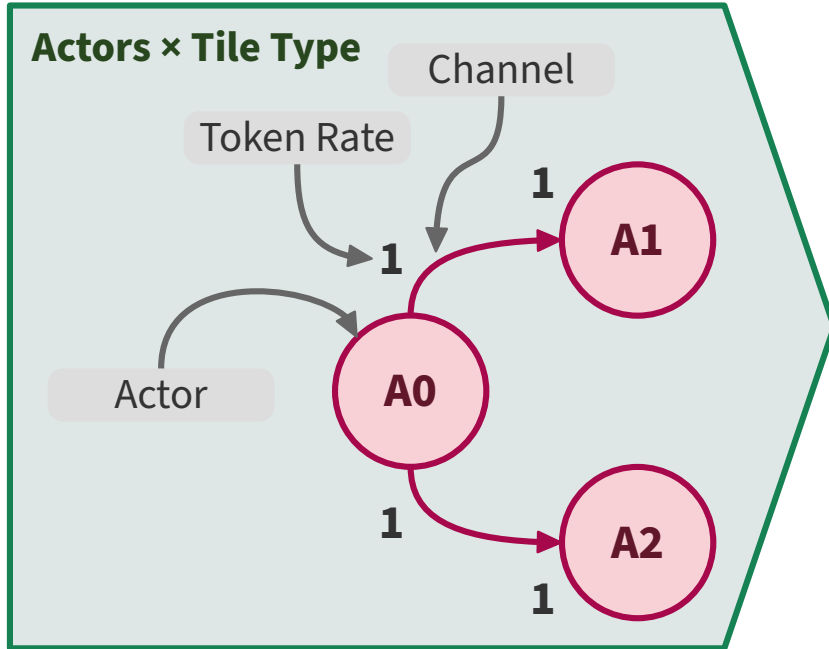 Actors × Tile Type
Channel
Token Rate
1
1
A1
Actor
A0
1
A2
1